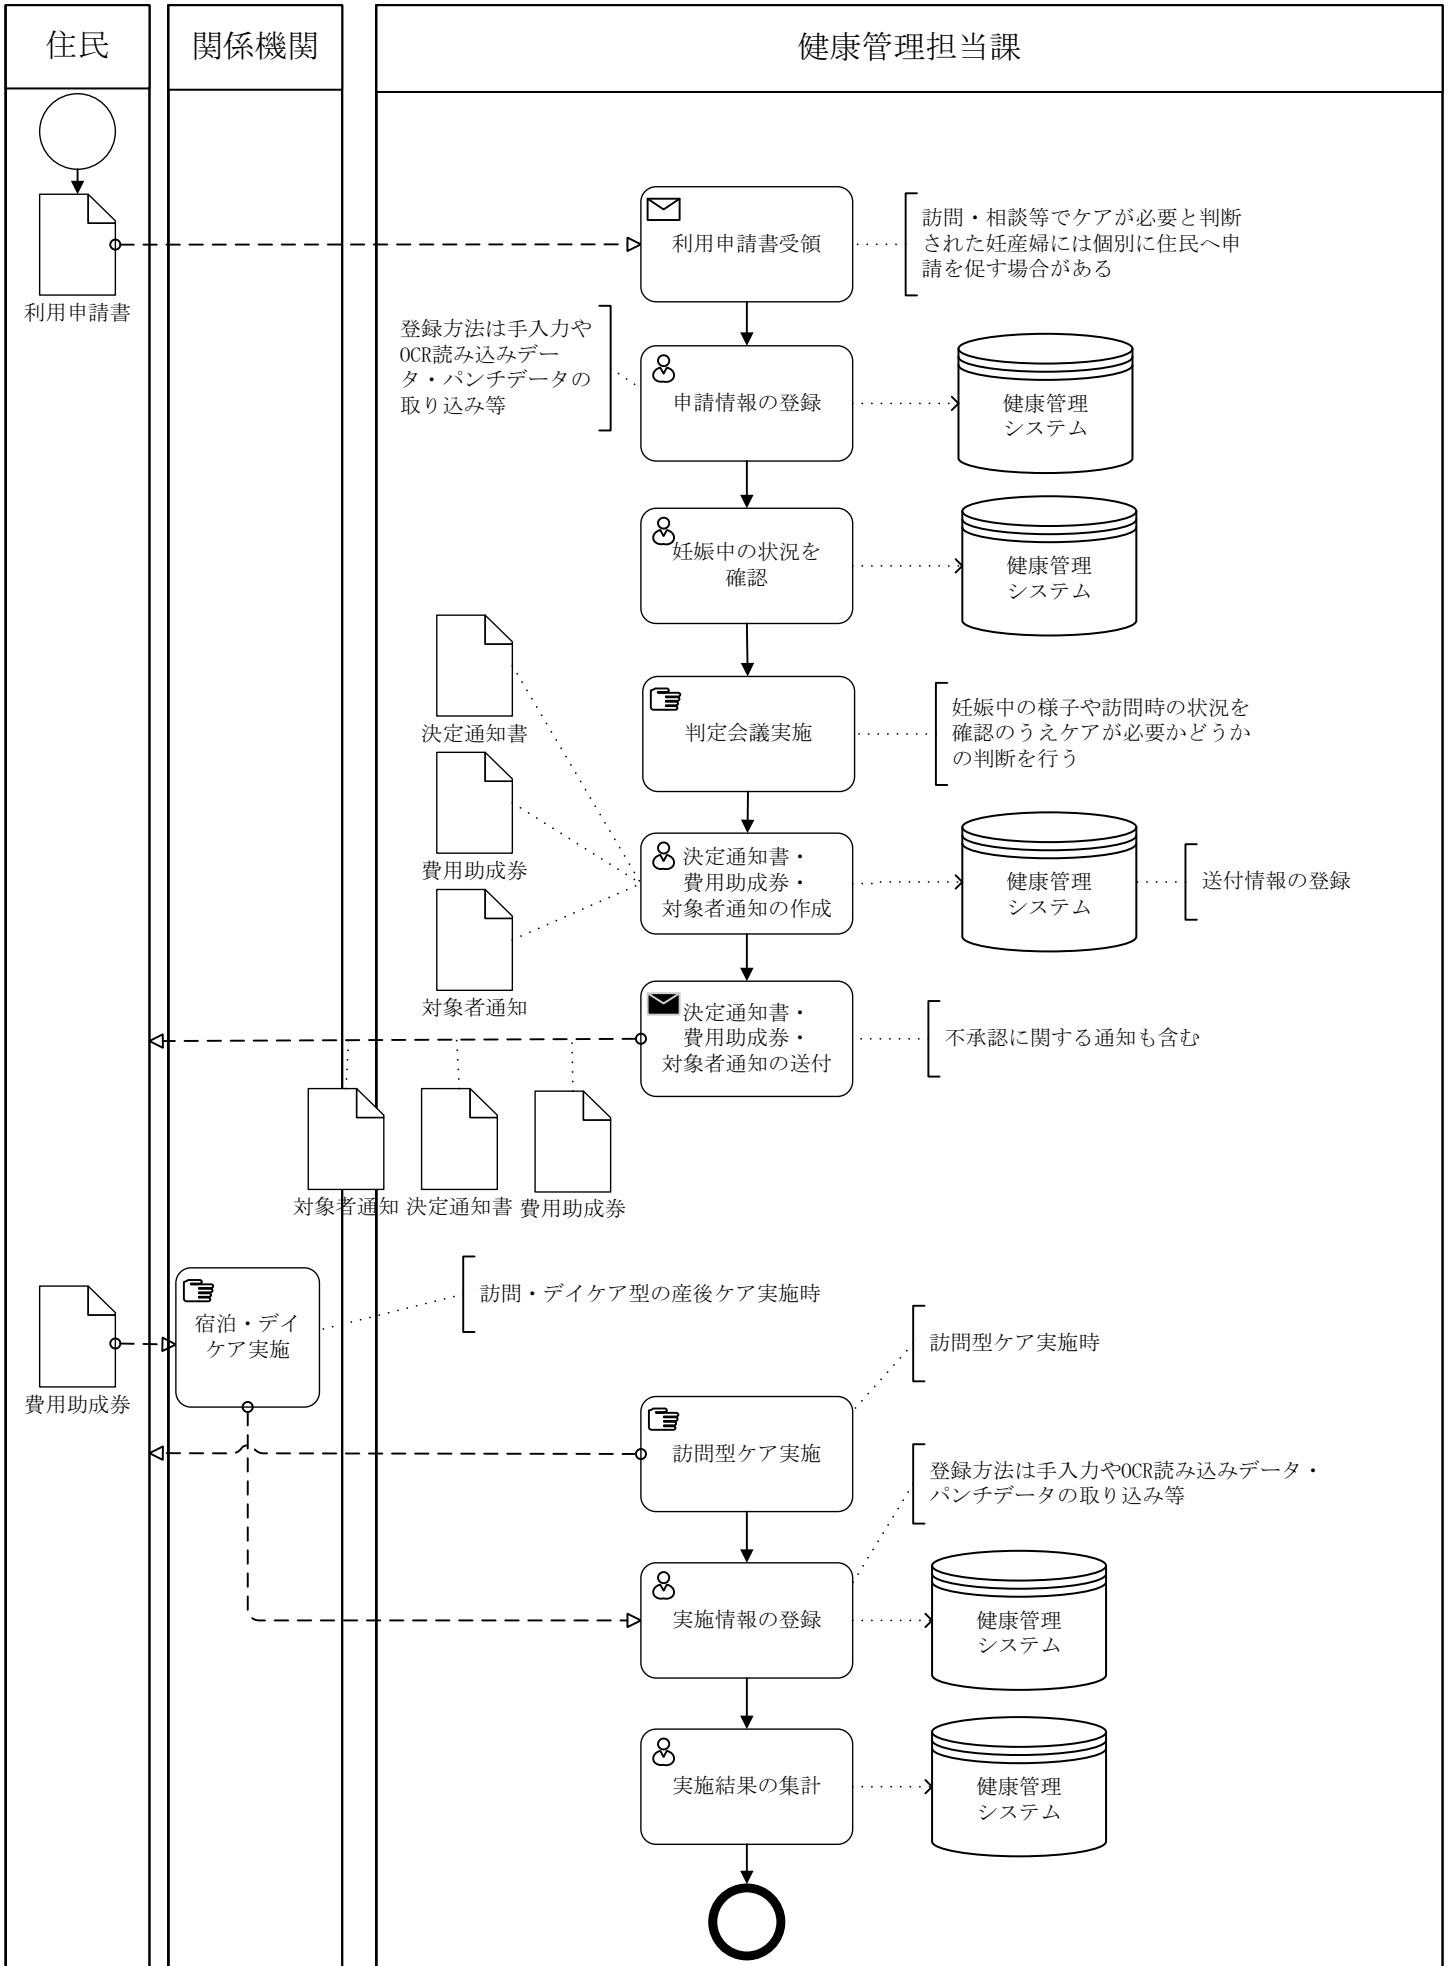 住民
関係機関
健康管理担当課
利用申請書
利用申請書受領
訪問・相談等でケアが必要と判断
された妊産婦には個別に住民へ申
請を促す場合がある
登録方法は手入力や
OCR読み込みデー
タ・パンチデータの
取り込み等
申請情報の登録
健康管理
システム
妊娠中の状況を
確認
健康管理
システム
決定通知書
判定会議実施
妊娠中の様子や訪問時の状況を
確認のうえケアが必要かどうか
の判断を行う
費用助成券
決定通知書・
費用助成券・
対象者通知の作成
健康管理
システム
送付情報の登録
対象者通知
決定通知書・
費用助成券・
対象者通知の送付
不承認に関する通知も含む
対象者通知
決定通知書
費用助成券
費用助成券
宿泊・デイ
ケア実施
訪問・デイケア型の産後ケア実施時
訪問型ケア実施時
訪問型ケア実施
登録方法は手入力やOCR読み込みデータ・
パンチデータの取り込み等
実施情報の登録
健康管理
システム
実施結果の集計
健康管理
システム